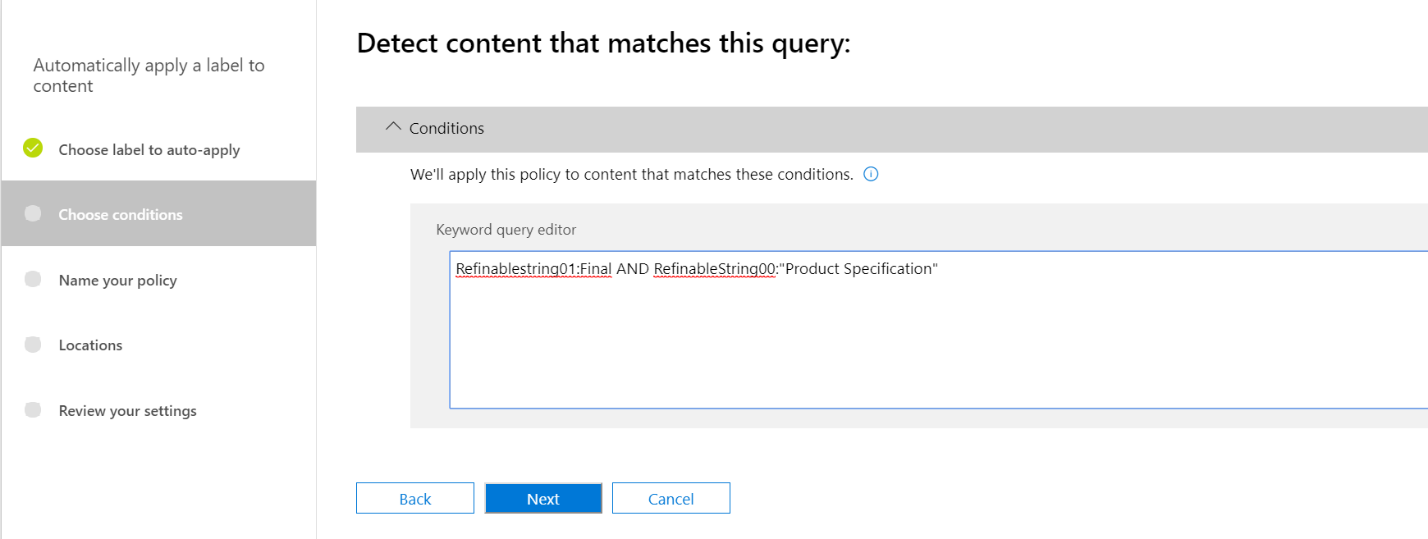 Automatically apply a label to
content
Choose label to auto-apply
Choose conditions
Name your policy
Locations
Review your settings
Detect content that matches this query:
Conditions
We'll apply this policy to content that matches these conditions.
Keyword query editor
Refinablestring01:Final AND RefinableString00:"Product Specification"
Back
Next
Cancel